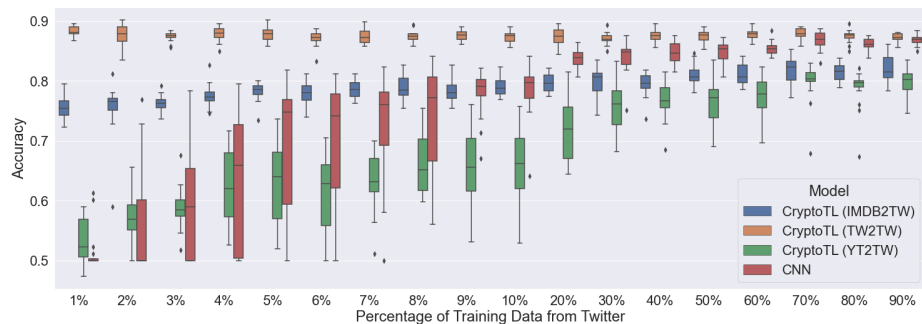 0.9
0.8
0.7
0.6
0.5
Accuracy
Model
CryptoTL (IMDB2TW)
CryptoTL (TW2TW)
CryptoTL (YT2TW)
CNN
1% 2% 3% 4% 5% 6% 7% 8% 9% 10% 20% 30% 40% 50% 60% 70% 80% 90%
Percentage of Training Data from Twitter